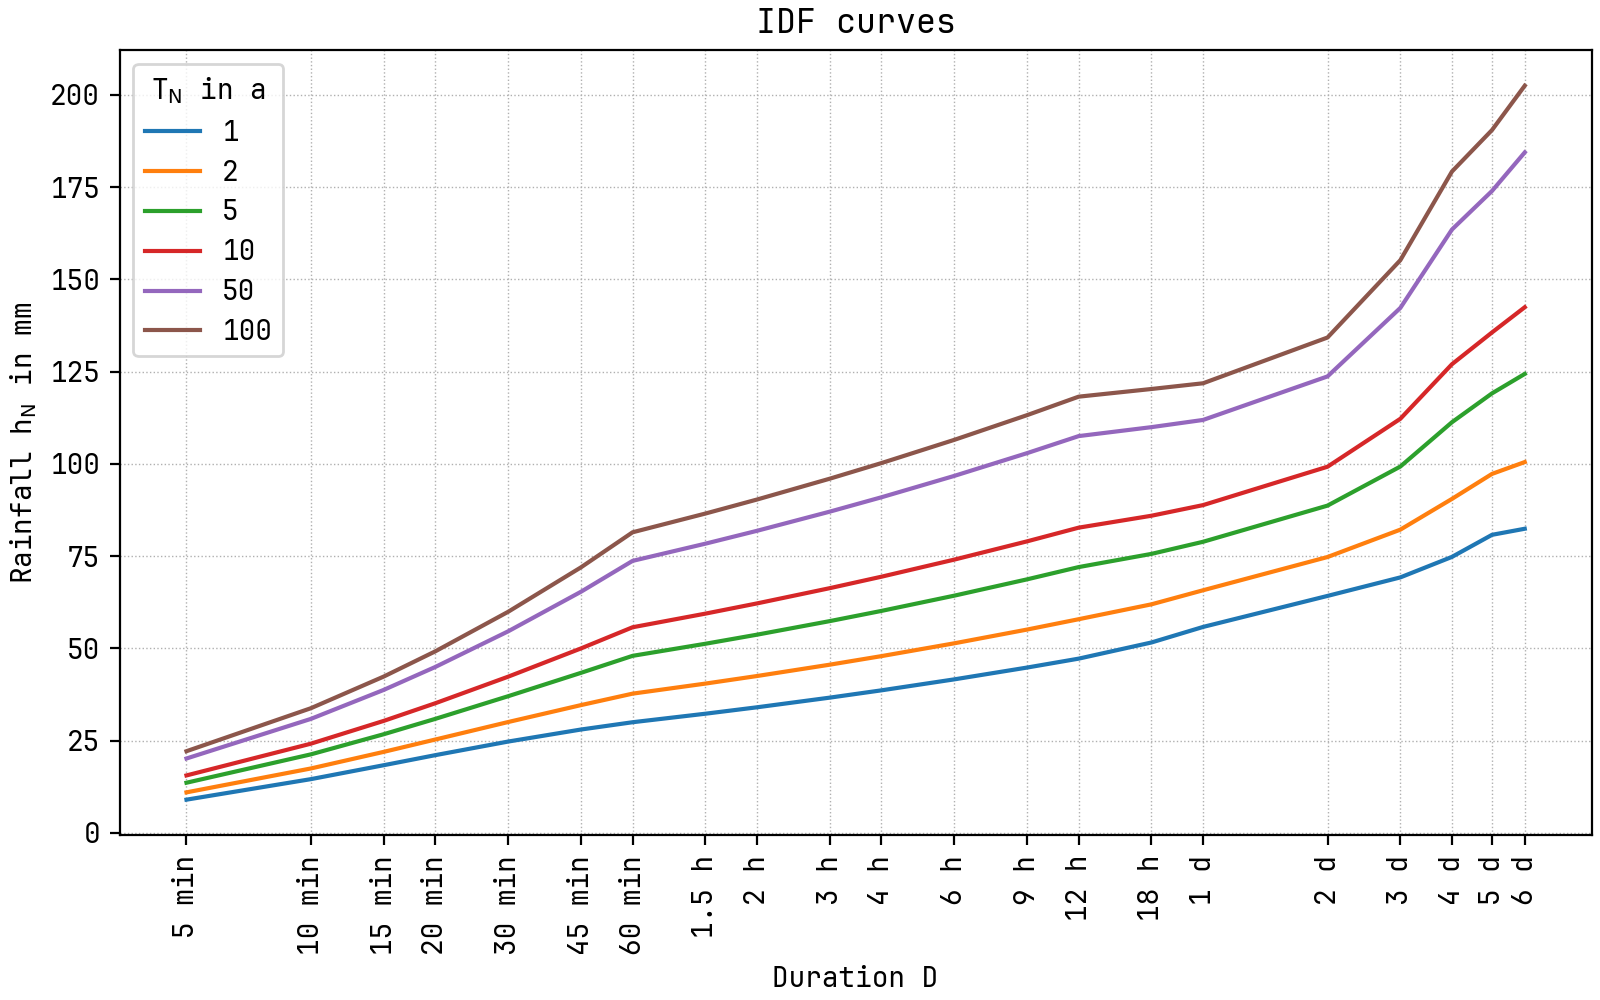 IDF curves
T_N in a
1
2
5
10
50
100
Rainfall h_N in mm
200
175
150
125
100
75
50
25
0
5 min
10 min
15 min
20 min
30 min
45 min
60 min
1.5 h
2 h
3 h
4 h
6 h
9 h
12 h
18 h
1 d
2 d
3 d
4 d
5 d
6 d
Duration D